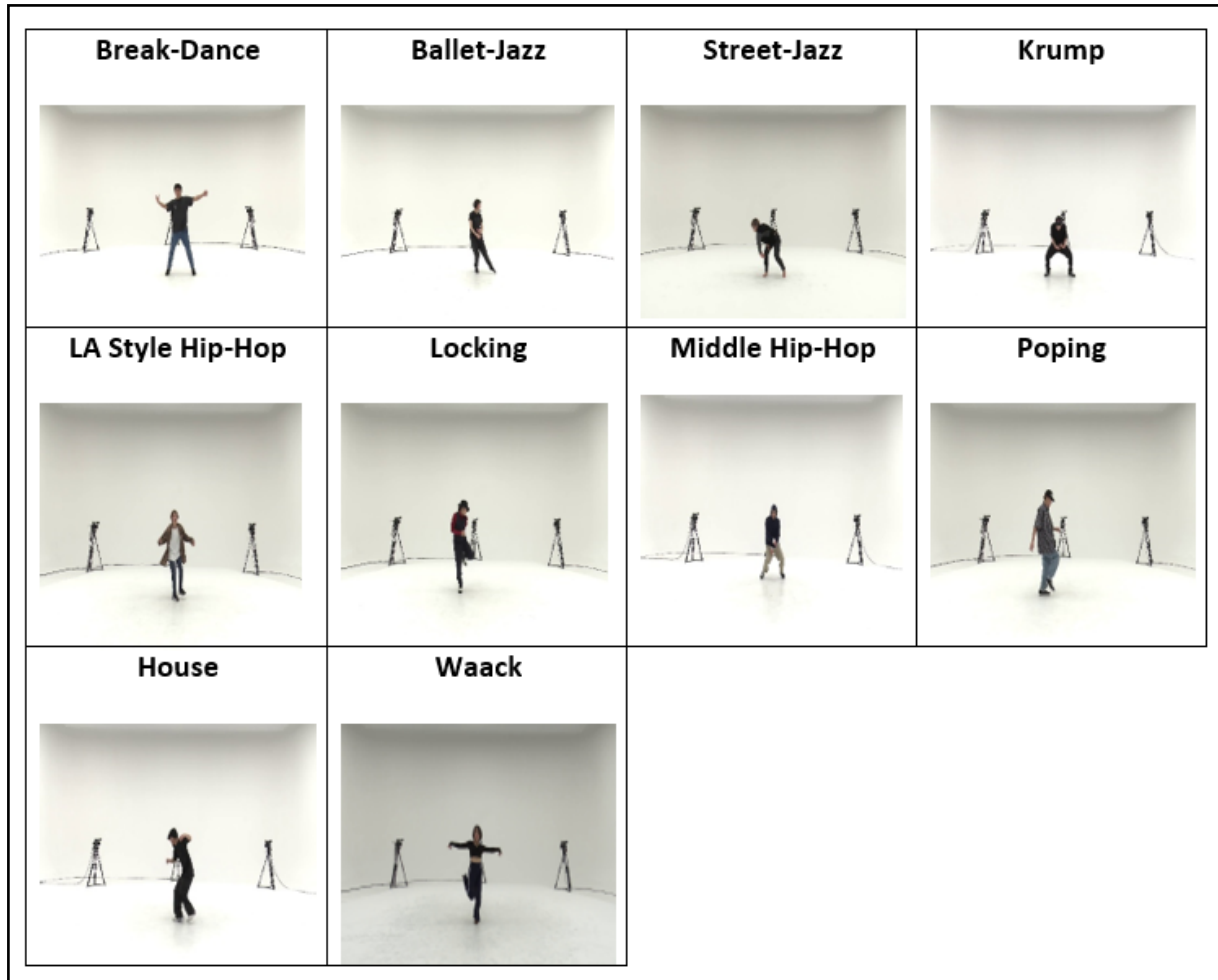 Break-Dance
Ballet-Jazz
Street-Jazz
Krump
LA Style Hip-Hop
Locking
Middle Hip-Hop
Poping
House
Waack